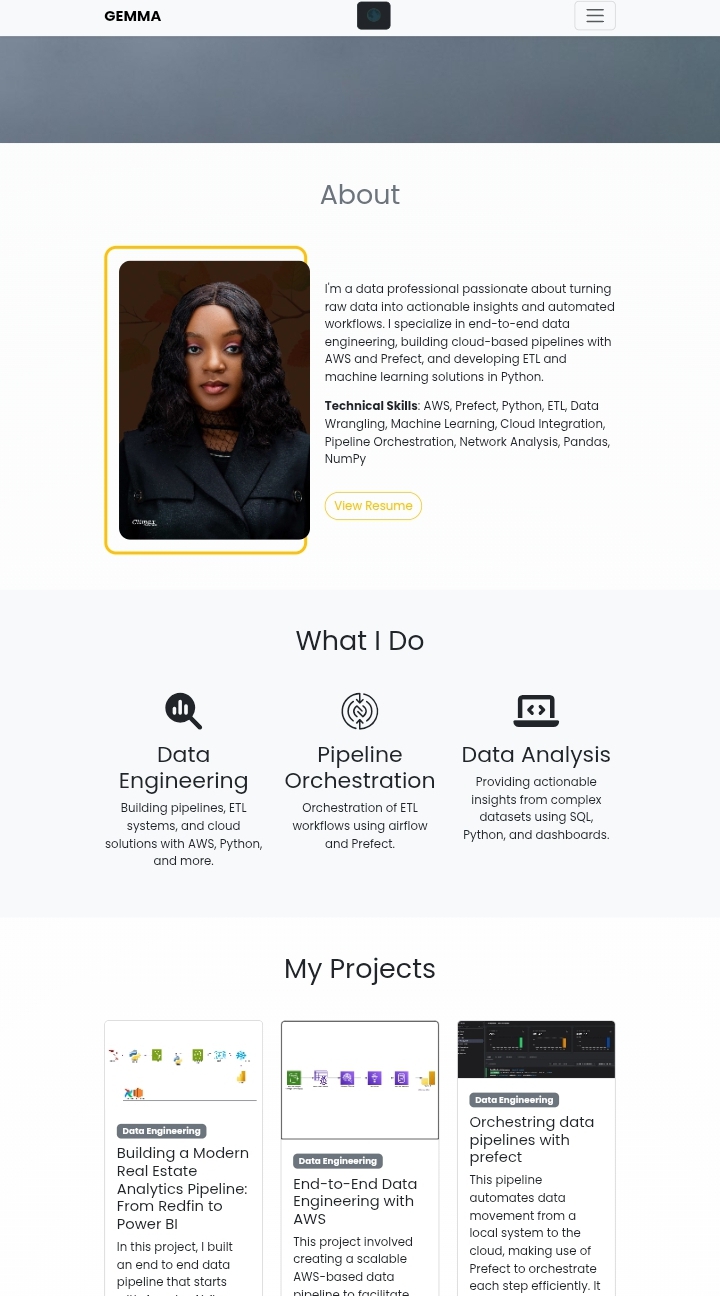 GEMMA
About
I'm a data professional passionate about turning
raw data into actionable insights and automated
workflows. I specialize in end-to-end data
engineering, building cloud-based pipelines with
AWS and Prefect, and developing ETL and
machine learning solutions in Python.
Technical Skills: AWS, Prefect, Python, ETL, Data
Wrangling, Machine Learning, Cloud Integration,
Pipeline Orchestration, Network Analysis, Pandas,
NumPy
View Resume
What I Do
Data
Engineering
Building pipelines, ETL
systems, and cloud
solutions with AWS, Python,
and more.
Pipeline
Orchestration
Orchestration of ETL
workflows using airflow
and Prefect.
Data Analysis
Providing actionable
insights from complex
datasets using SQL,
Python, and dashboards.
My Projects
Data Engineering
Building a Modern
Real Estate
Analytics Pipeline:
From Redfin to
Power BI
In this project, I built
an end to end data
pipeline that starts
Data Engineering
End-to-End Data
Engineering with
AWS
This project involved
creating a scalable
AWS-based data
pipeline to facilitate
Data Engineering
Orchestring data
pipelines with
prefect
This pipeline
automates data
movement from a
local system to the
cloud, making use of
Prefect to orchestrate
each step efficiently. It